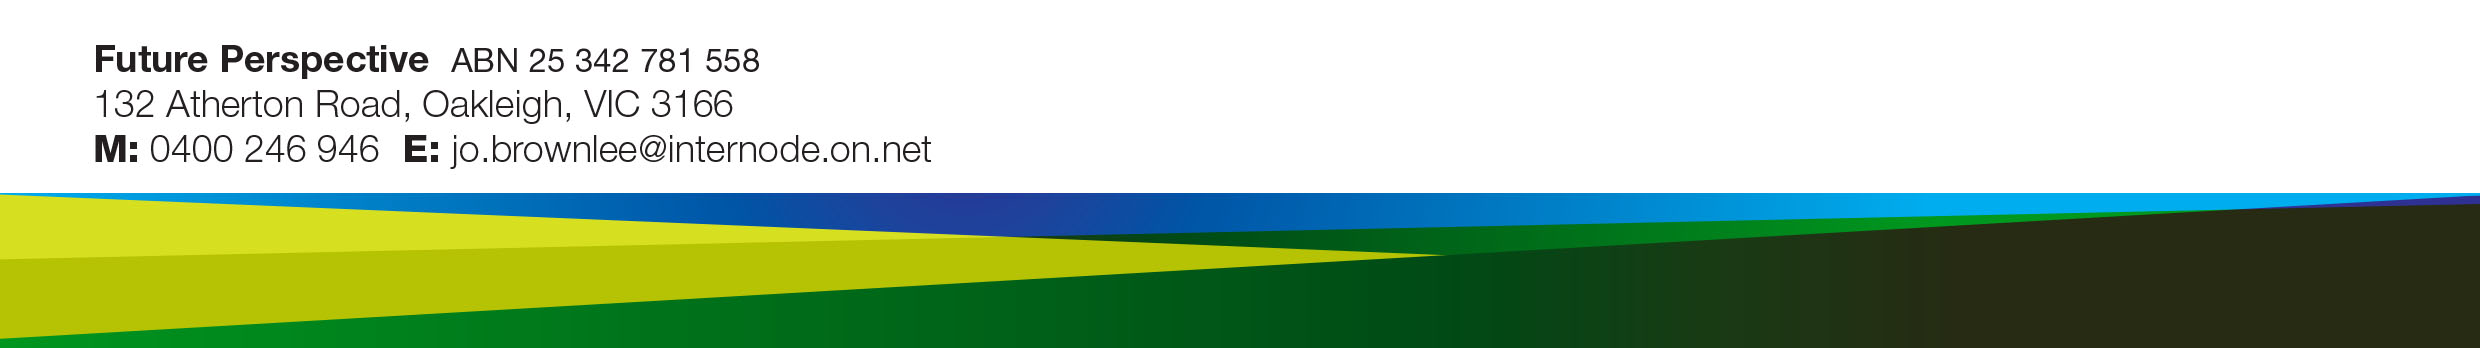 Future Perspective ABN 25 342 781 558
132 Atherton Road, Oakleigh, VIC 3166
M: 0400 246 946 E: jo.brownlee@internode.on.net